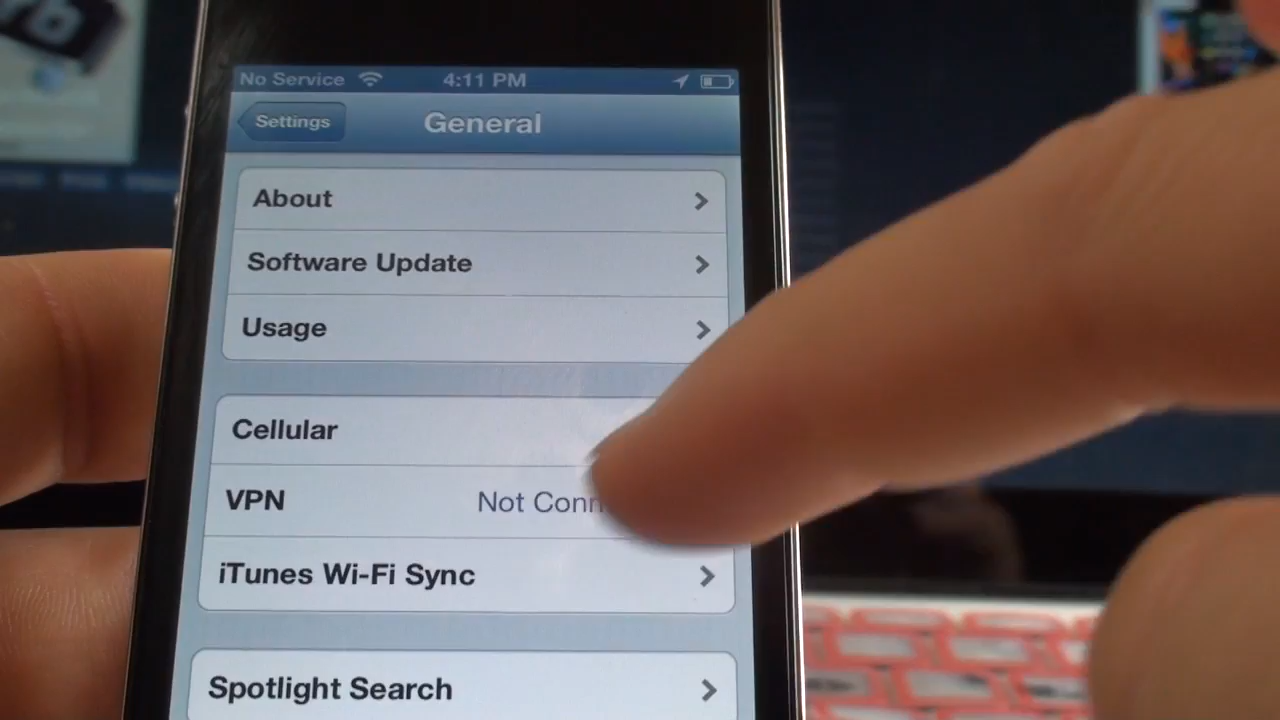 No Service 4:11 PM
Settings General
About
Software Update
Usage
Cellular
VPN Not Conn
iTunes Wi-Fi Sync
Spotlight Search